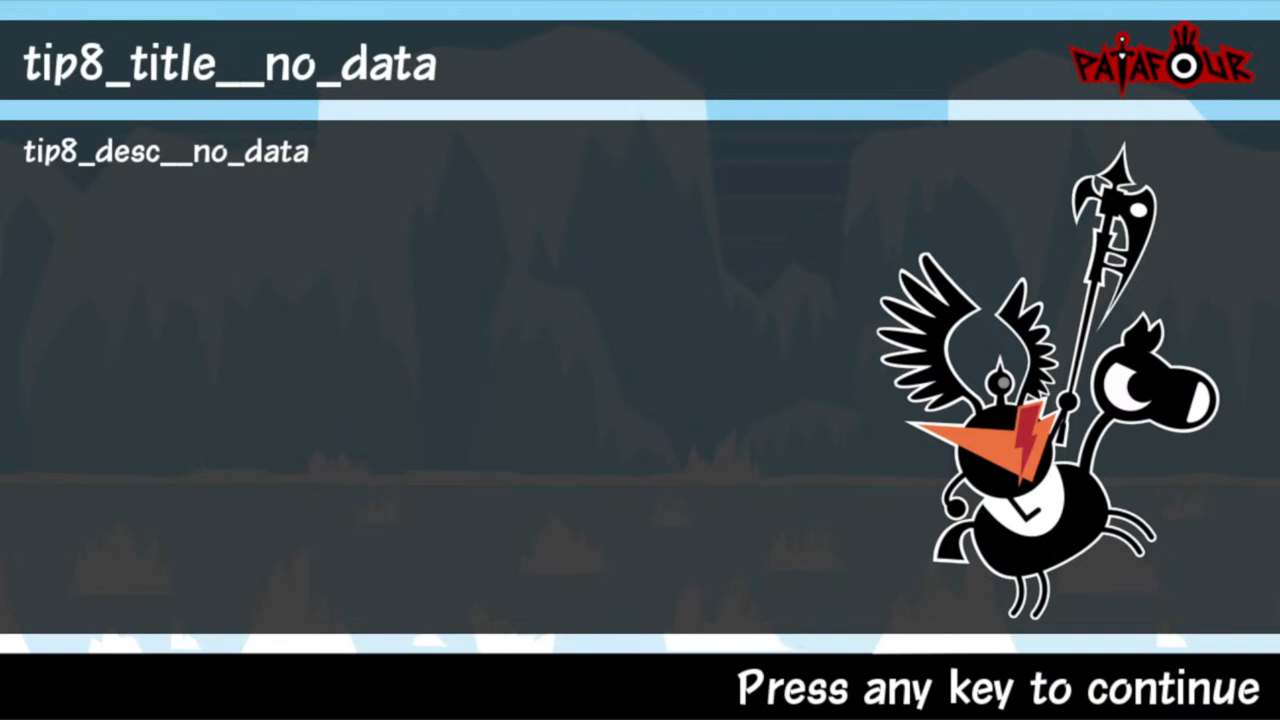 tip8_title__no_data
PATAFOUR
tip8_desc__no_data
Press any key to continue